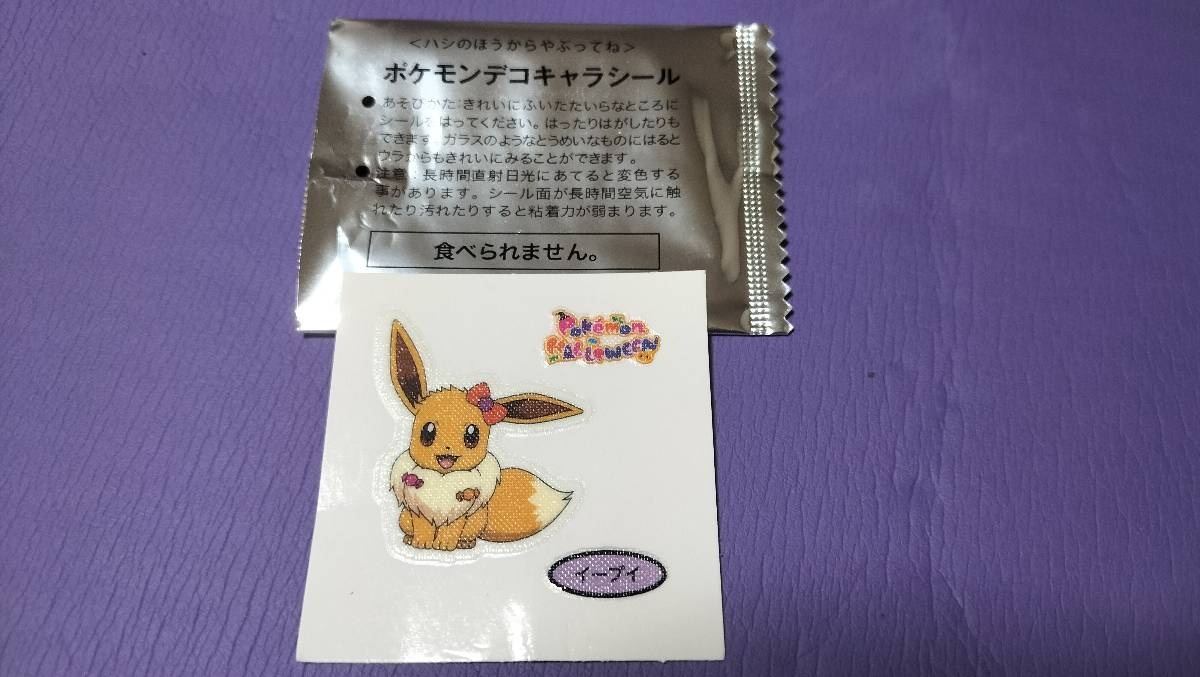 <ハシのほうからやぶってね>
ポケモンデコキャラシール
● あそびかた:きれいにふいたたいらなところに
シールをはってください。はったりはがしたりも
できます。ガラスのようなとうめいなものにはると
ウラからもきれいにみることができます。
● 注意:長時間直射日光にあてると変色する
事があります。シール面が長時間空気に触
れたり汚れたりすると粘着力が弱まります。
食べられません。
Pokémon
HALLOWEEN
イーブイ